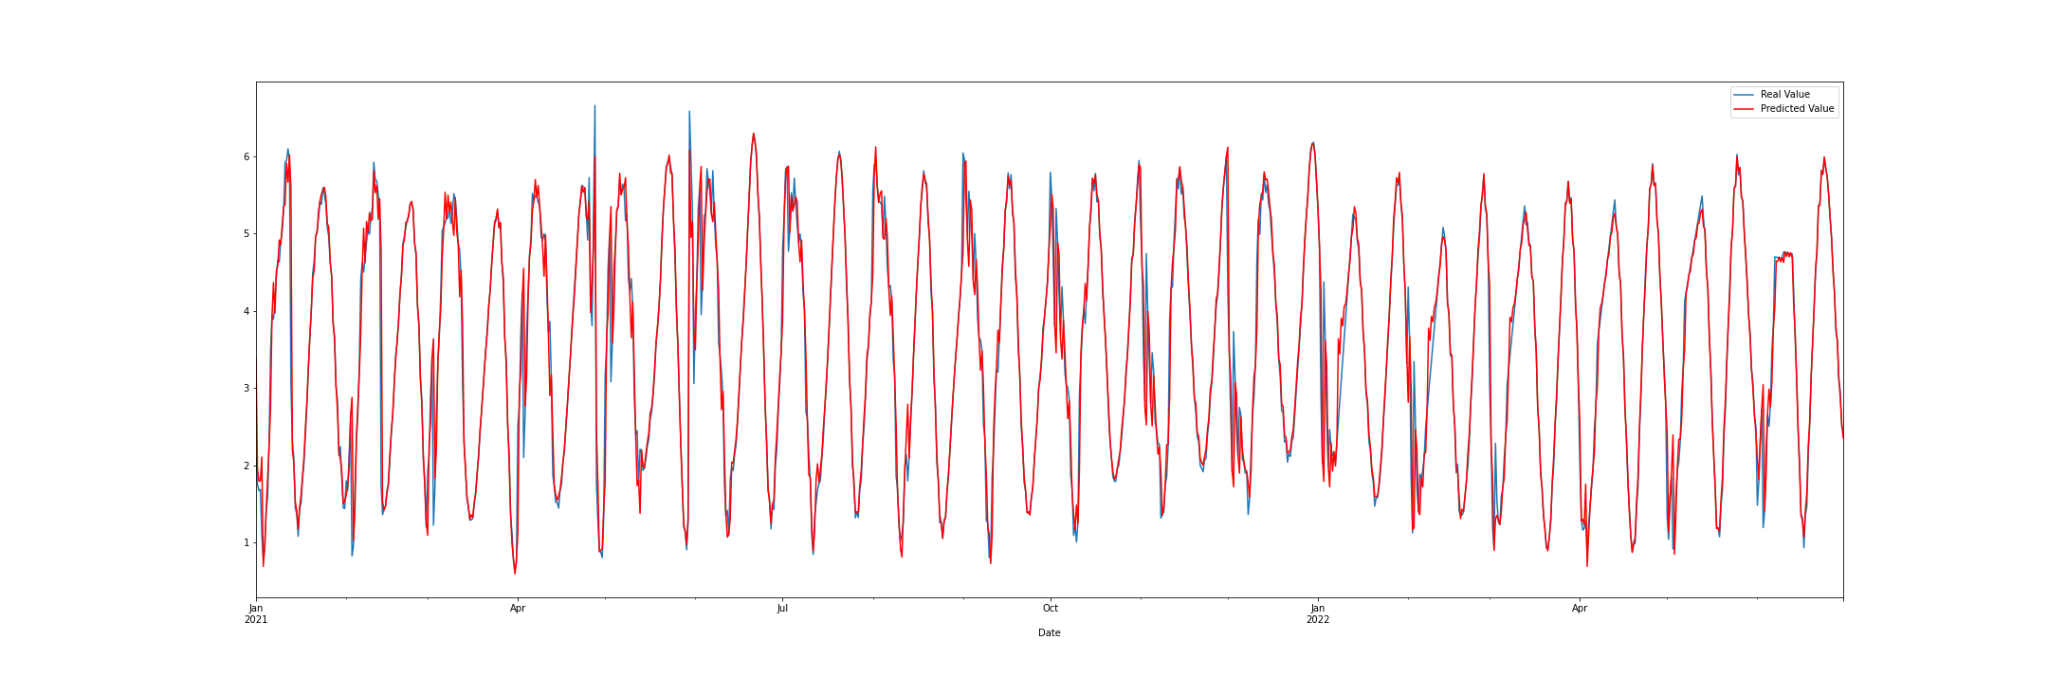 Real Value
Predicted Value
6
5
4
3
2
1
Jan
2021
Apr
Jul
Oct
Jan
2022
Apr
Date